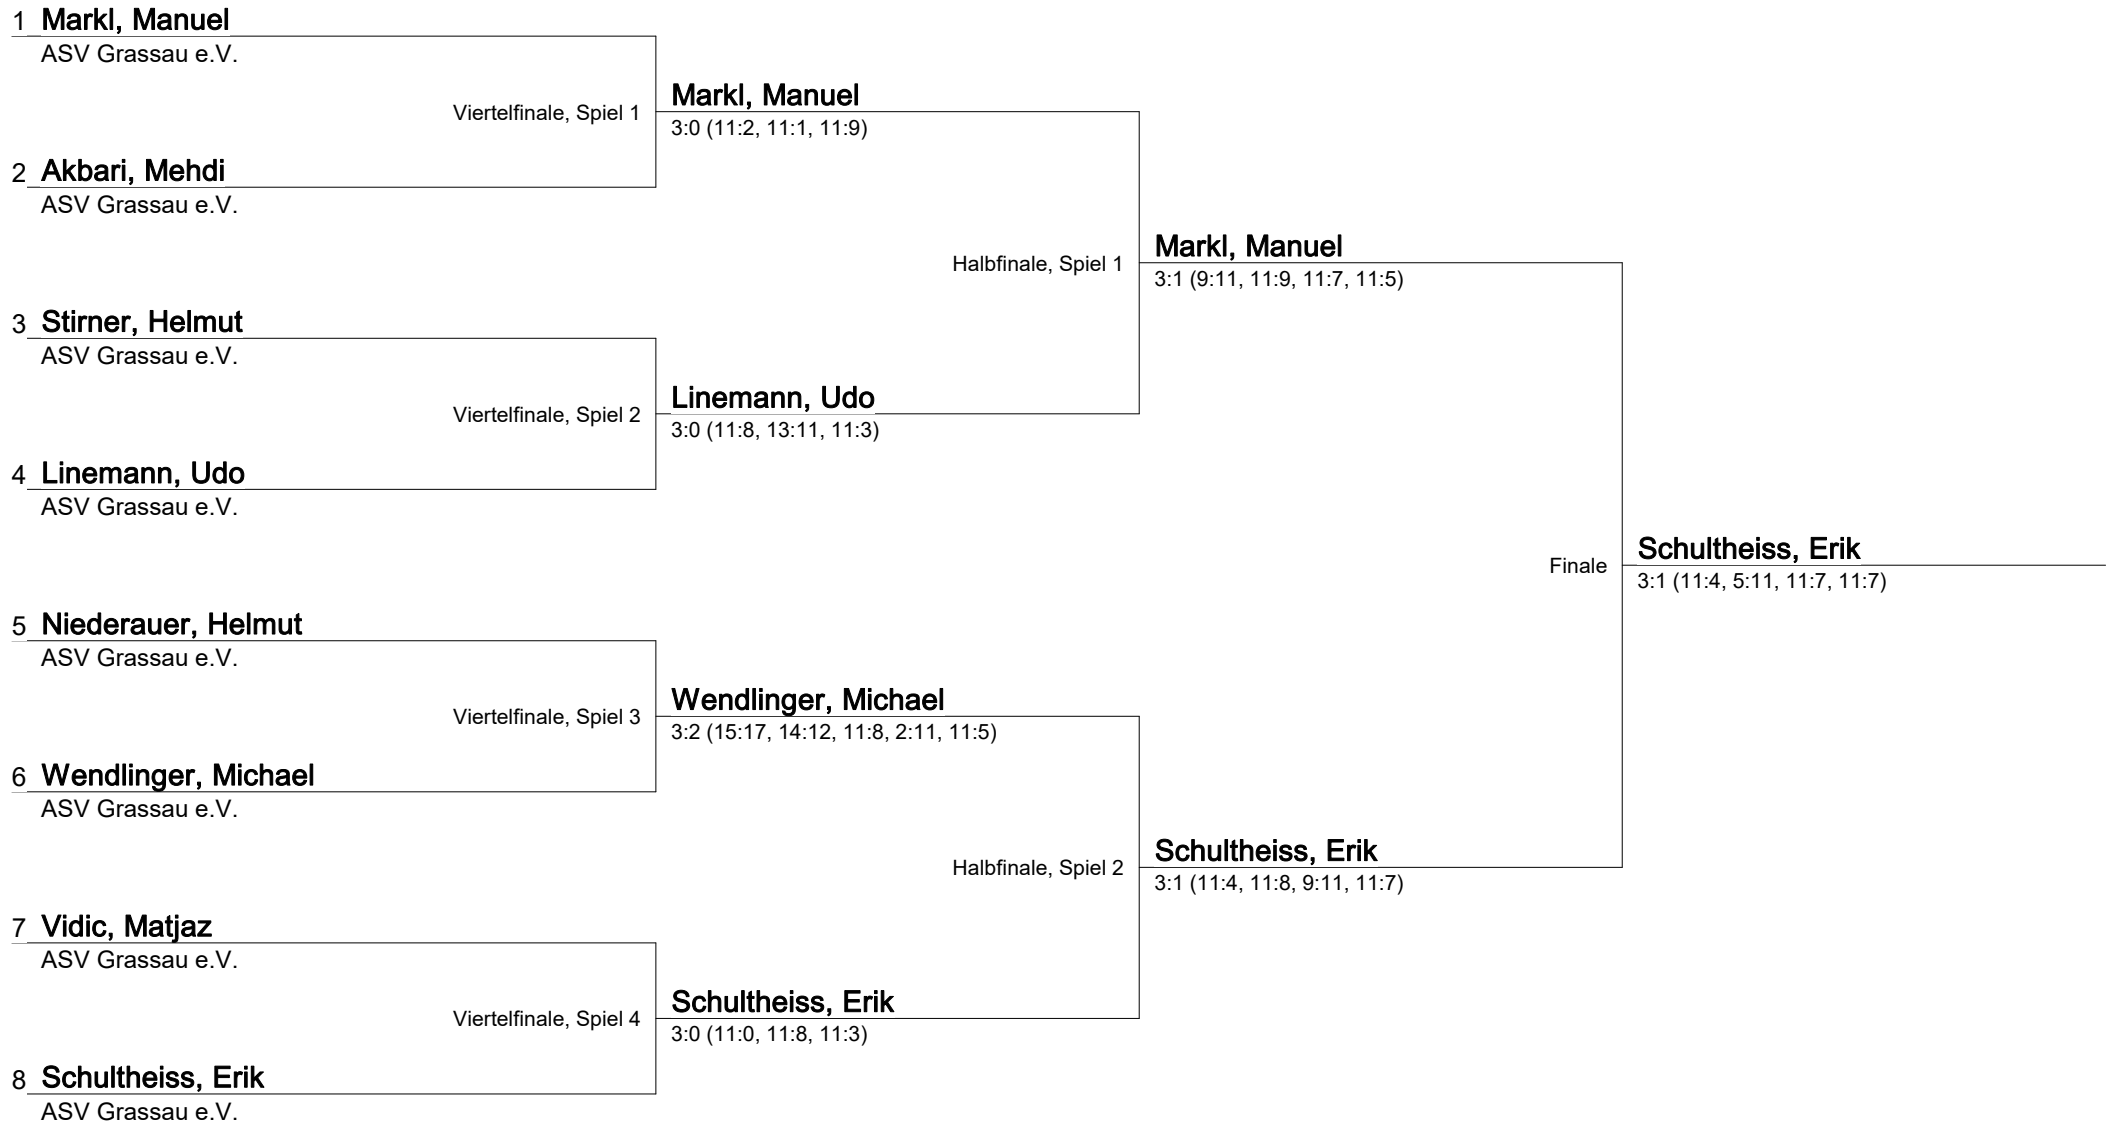 1 Markl, Manuel
ASV Grassau e.V.
Viertelfinale, Spiel 1
Markl, Manuel
3:0 (11:2, 11:1, 11:9)
2 Akbari, Mehdi
ASV Grassau e.V.
Halbfinale, Spiel 1
Markl, Manuel
3:1 (9:11, 11:9, 11:7, 11:5)
3 Stirner, Helmut
ASV Grassau e.V.
Viertelfinale, Spiel 2
Linemann, Udo
3:0 (11:8, 13:11, 11:3)
4 Linemann, Udo
ASV Grassau e.V.
Finale
Schultheiss, Erik
3:1 (11:4, 5:11, 11:7, 11:7)
5 Niederauer, Helmut
ASV Grassau e.V.
Viertelfinale, Spiel 3
Wendlinger, Michael
3:2 (15:17, 14:12, 11:8, 2:11, 11:5)
6 Wendlinger, Michael
ASV Grassau e.V.
Halbfinale, Spiel 2
Schultheiss, Erik
3:1 (11:4, 11:8, 9:11, 11:7)
7 Vidic, Matjaz
ASV Grassau e.V.
Viertelfinale, Spiel 4
Schultheiss, Erik
3:0 (11:0, 11:8, 11:3)
8 Schultheiss, Erik
ASV Grassau e.V.